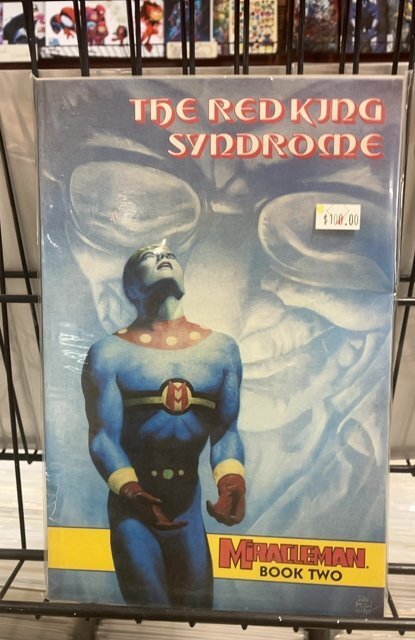 THE RED KING
SYNDROME
$100.00
M
MIRACLEMAN
BOOK TWO